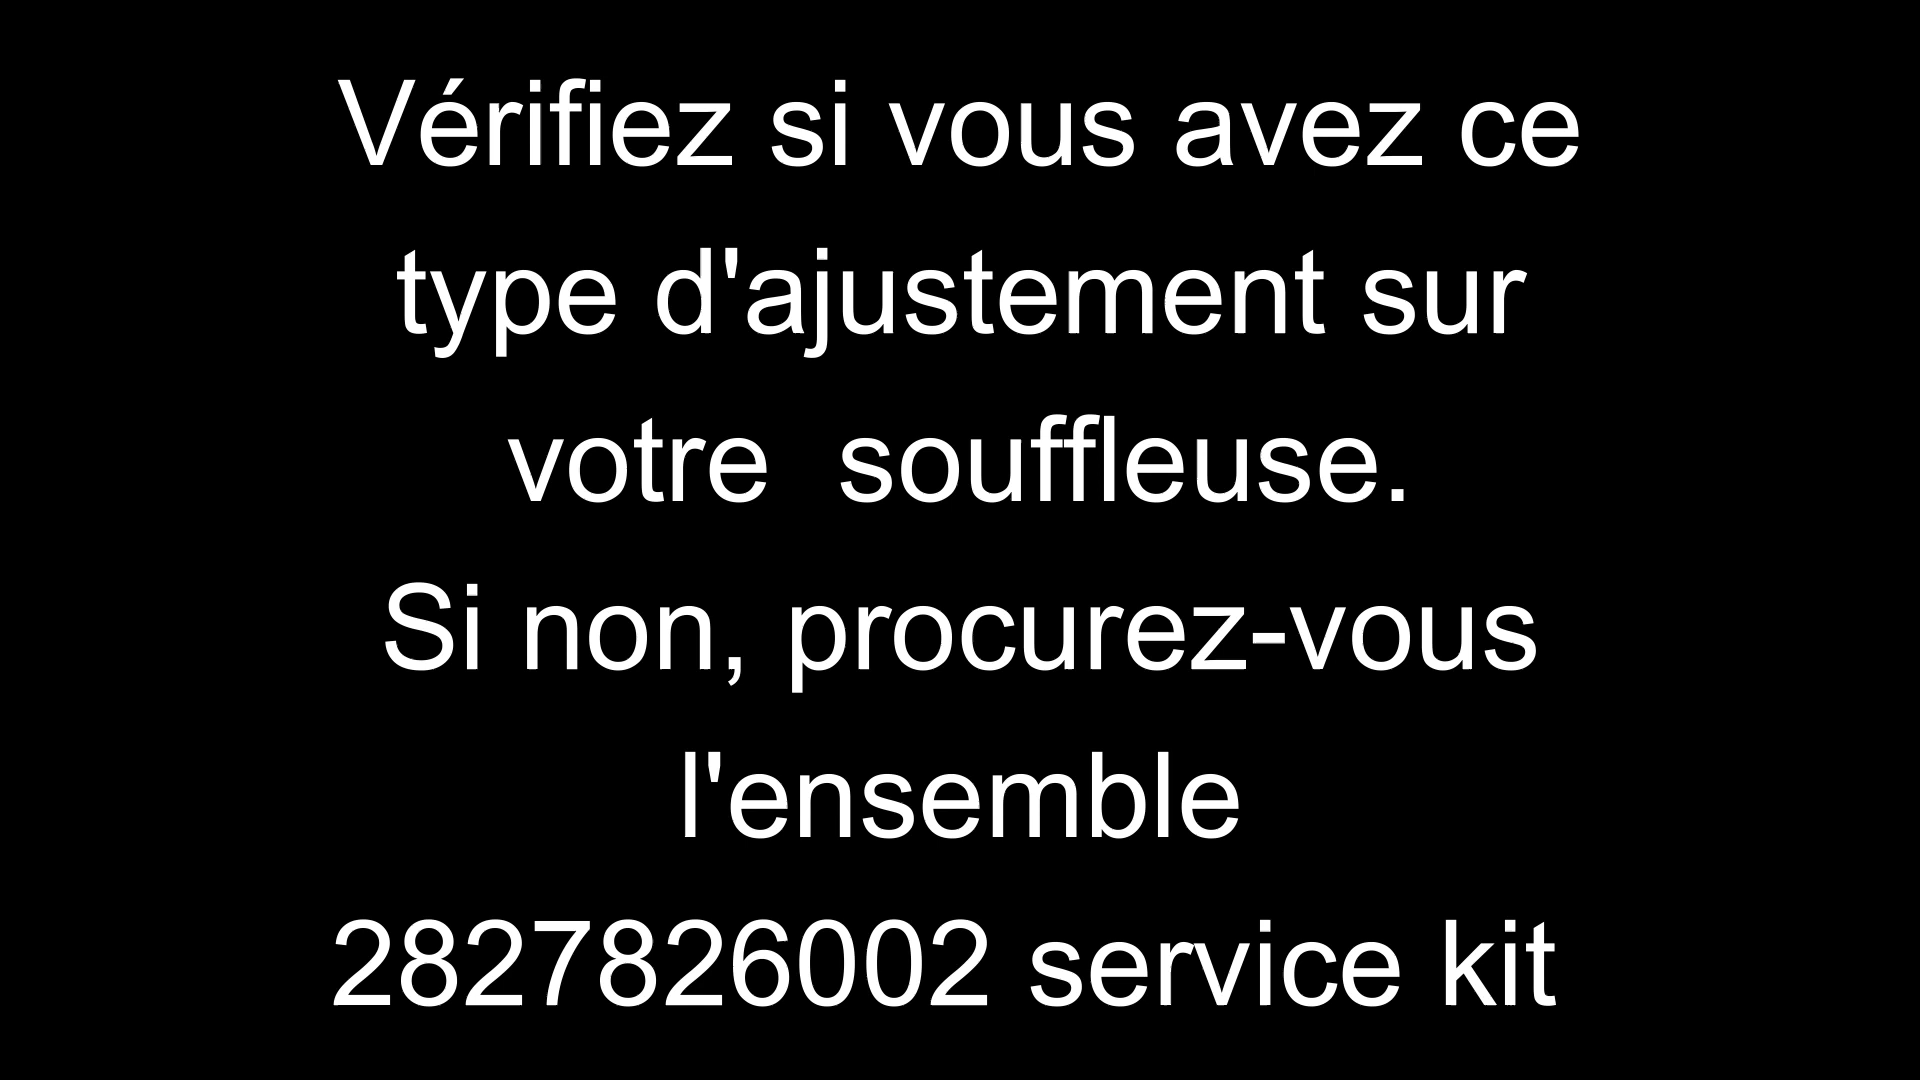 Vérifiez si vous avez ce
type d'ajustement sur
votre  souffleuse.
Si non, procurez-vous
l'ensemble
2827826002 service kit